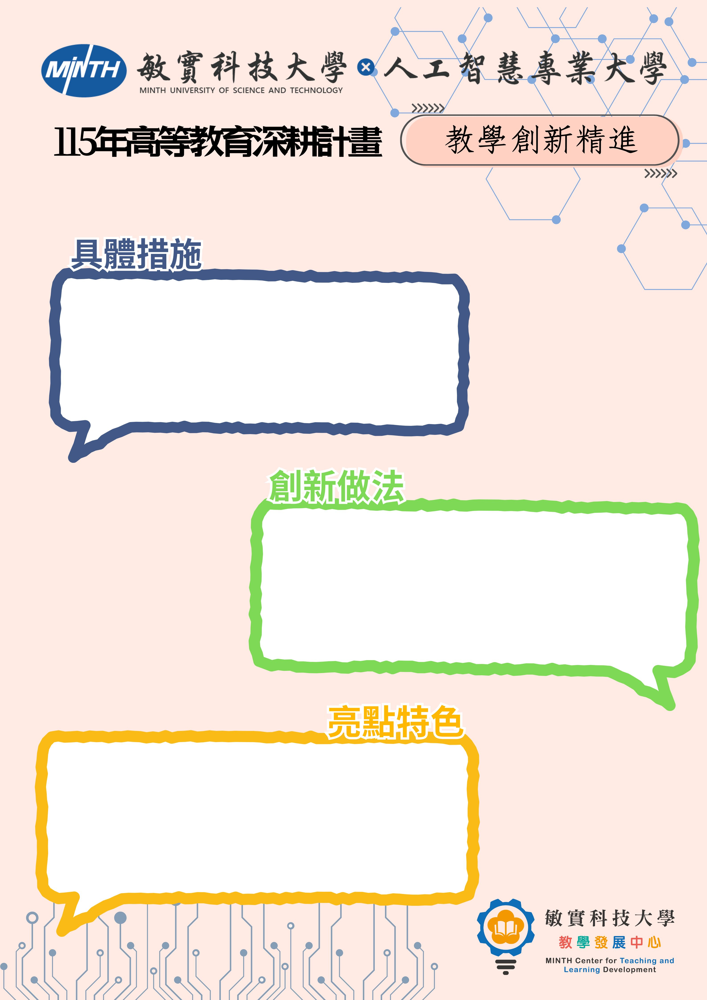 MiNTH 敏實科技大學 × 人工智慧專業大學
MINTH UNIVERSITY OF SCIENCE AND TECHNOLOGY
115年高等教育深耕計畫 教學創新精進
具體措施
創新做法
亮點特色
敏實科技大學
教學發展中心
MINTH Center for Teaching and
Learning Development